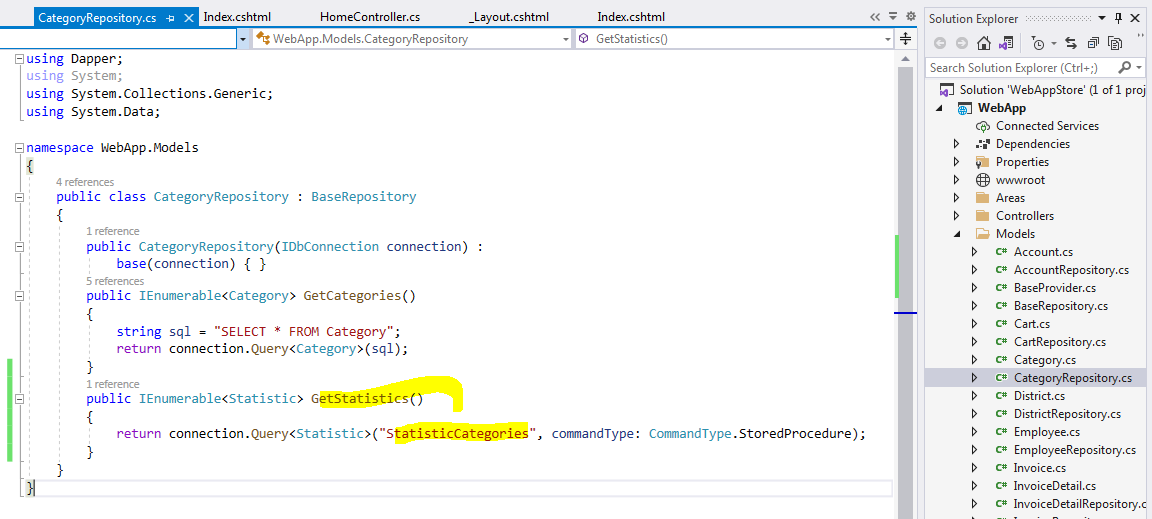 CategoryRepository.cs
Index.cshtml
HomeController.cs
_Layout.cshtml
Index.cshtml
WebApp.Models.CategoryRepository
GetStatistics()
using Dapper;
using System;
using System.Collections.Generic;
using System.Data;
namespace WebApp.Models
{
4 references
public class CategoryRepository : BaseRepository
{
1 reference
public CategoryRepository(IDbConnection connection) :
base(connection) { }
5 references
public IEnumerable<Category> GetCategories()
{
string sql = "SELECT * FROM Category";
return connection.Query<Category>(sql);
}
1 reference
public IEnumerable<Statistic> GetStatistics()
{
return connection.Query<Statistic>("StatisticCategories", commandType: CommandType.StoredProcedure);
}
}
}
Solution Explorer
Search Solution Explorer (Ctrl+;)
Solution 'WebAppStore' (1 of 1 proj
WebApp
Connected Services
Dependencies
Properties
wwwroot
Areas
Controllers
Models
C# Account.cs
C# AccountRepository.cs
C# BaseProvider.cs
C# BaseRepository.cs
C# Cart.cs
C# CartRepository.cs
C# Category.cs
C# CategoryRepository.cs
C# District.cs
C# DistrictRepository.cs
C# Employee.cs
C# EmployeeRepository.cs
C# Invoice.cs
C# InvoiceDetail.cs
C# InvoiceDetailRepository.c